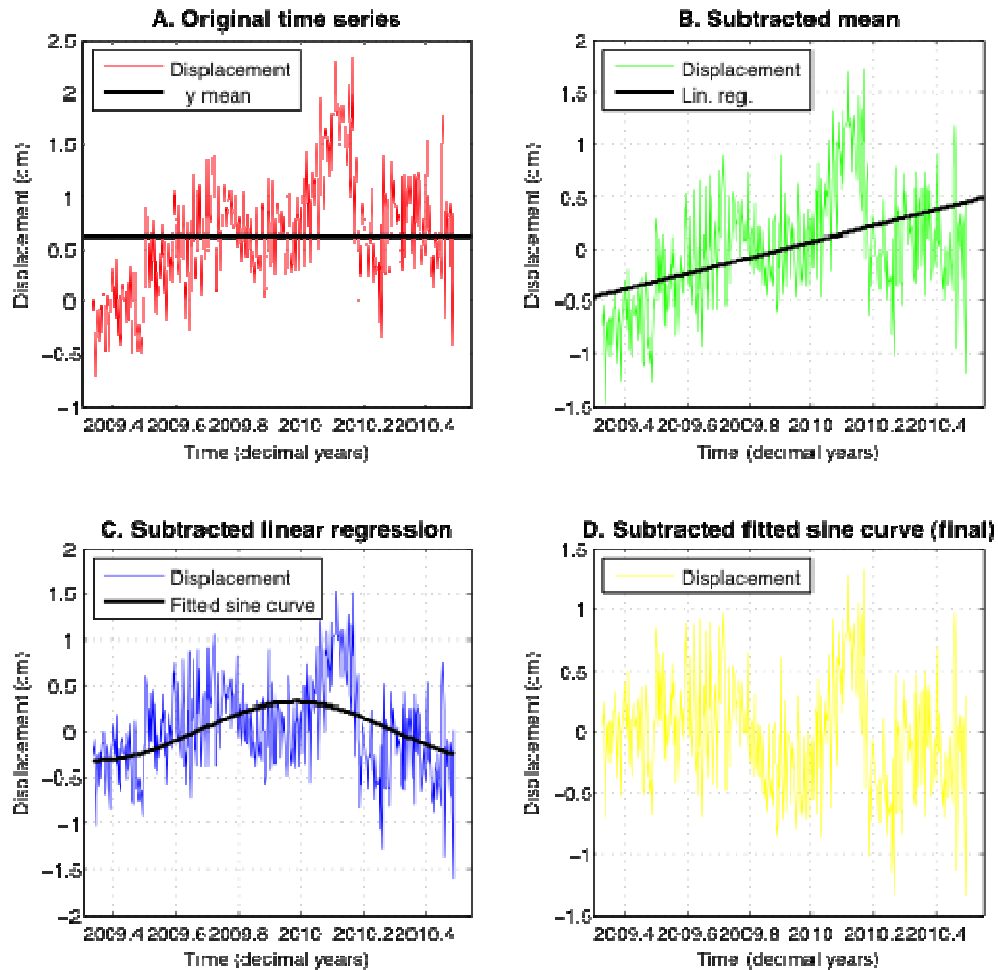 A. Original time series
2.5
2
1.5
1
0.5
0
−0.5
−1
Displacement (cm)
Displacement
y mean
2009.4 2009.6 2009.8 2010 2010.2 2010.4
Time (decimal years)
B. Subtracted mean
2
1.5
1
0.5
0
−0.5
−1
−1.5
Displacement (cm)
Displacement
Lin. reg.
2009.4 2009.6 2009.8 2010 2010.2 2010.4
Time (decimal years)
C. Subtracted linear regression
2
1.5
1
0.5
0
−0.5
−1
−1.5
−2
Displacement (cm)
Displacement
Fitted sine curve
2009.4 2009.6 2009.8 2010 2010.2 2010.4
Time (decimal years)
D. Subtracted fitted sine curve (final)
1.5
1
0.5
0
−0.5
−1
−1.5
Displacement (cm)
Displacement
2009.4 2009.6 2009.8 2010 2010.2 2010.4
Time (decimal years)